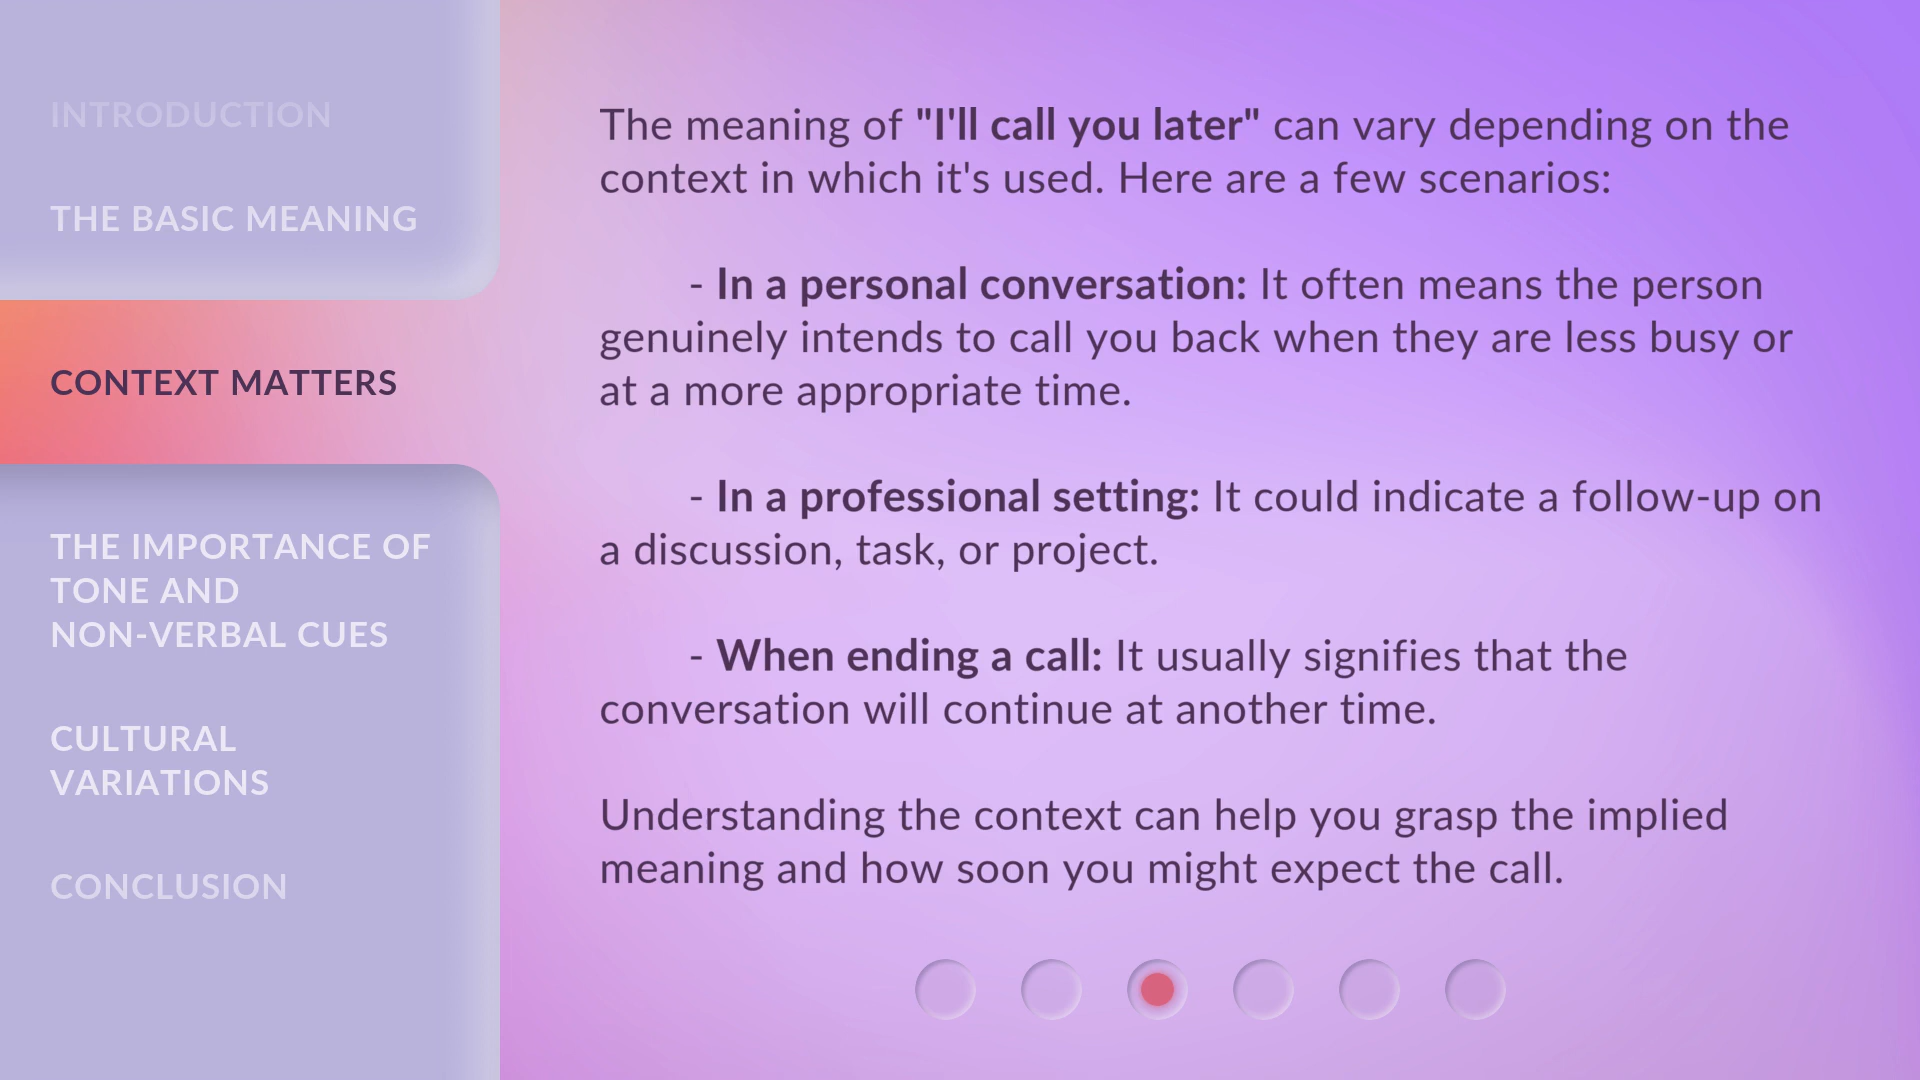 INTRODUCTION
THE BASIC MEANING
CONTEXT MATTERS
THE IMPORTANCE OF
TONE AND
NON-VERBAL CUES
CULTURAL
VARIATIONS
CONCLUSION
The meaning of "I'll call you later" can vary depending on the
context in which it's used. Here are a few scenarios:
- In a personal conversation: It often means the person
genuinely intends to call you back when they are less busy or
at a more appropriate time.
- In a professional setting: It could indicate a follow-up on
a discussion, task, or project.
- When ending a call: It usually signifies that the
conversation will continue at another time.
Understanding the context can help you grasp the implied
meaning and how soon you might expect the call.